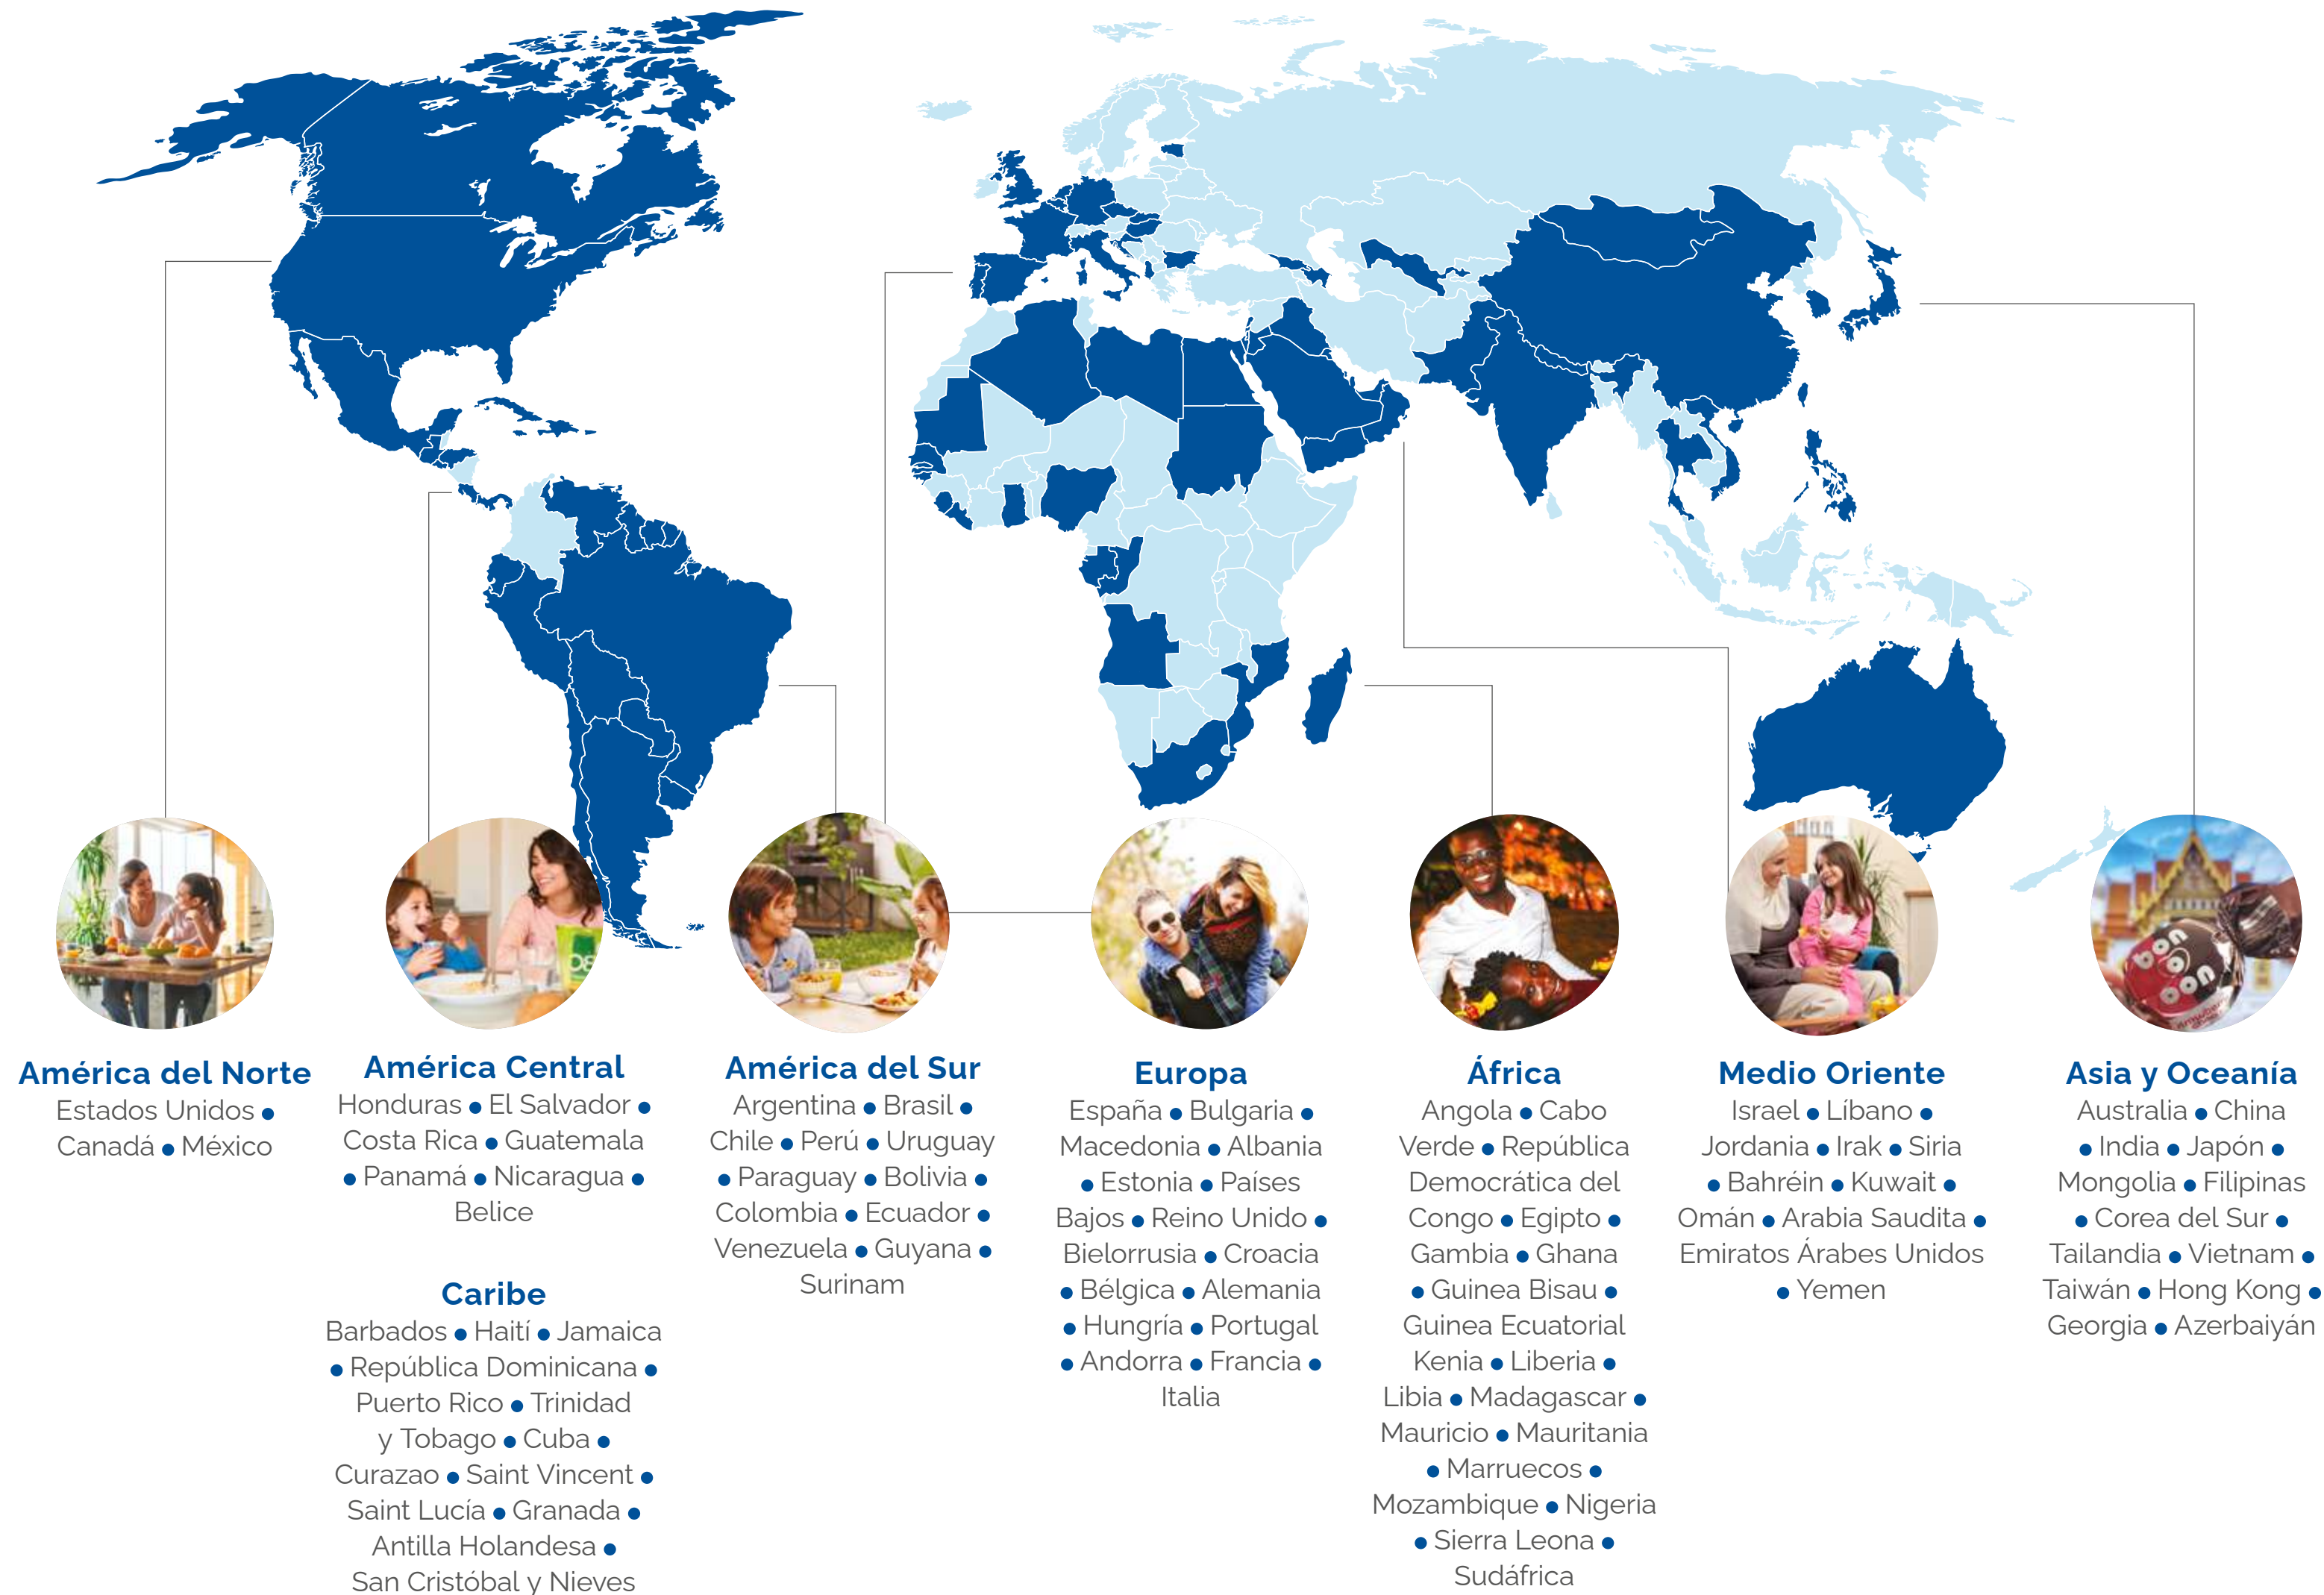 América del Norte
Estados Unidos •
Canadá • México
América Central
Honduras • El Salvador •
Costa Rica • Guatemala
• Panamá • Nicaragua •
Belice
Caribe
Barbados • Haití • Jamaica
• República Dominicana •
Puerto Rico • Trinidad
y Tobago • Cuba •
Curazao • Saint Vincent •
Saint Lucía • Granada •
Antilla Holandesa •
San Cristóbal y Nieves
América del Sur
Argentina • Brasil •
Chile • Perú • Uruguay
• Paraguay • Bolivia •
Colombia • Ecuador •
Venezuela • Guyana •
Surinam
Europa
España • Bulgaria •
Macedonia • Albania
• Estonia • Países
Bajos • Reino Unido •
Bielorrusia • Croacia
• Bélgica • Alemania
• Hungría • Portugal
• Andorra • Francia •
Italia
África
Angola • Cabo
Verde • República
Democrática del
Congo • Egipto •
Gambia • Ghana
• Guinea Bisau •
Guinea Ecuatorial
Kenia • Liberia •
Libia • Madagascar •
Mauricio • Mauritania
• Marruecos •
Mozambique • Nigeria
• Sierra Leona •
Sudáfrica
Medio Oriente
Israel • Líbano •
Jordania • Irak • Siria
• Bahréin • Kuwait •
Omán • Arabia Saudita •
Emiratos Árabes Unidos
• Yemen
bon
o
bon
Asia y Oceanía
Australia • China
• India • Japón •
Mongolia • Filipinas
• Corea del Sur •
Tailandia • Vietnam •
Taiwán • Hong Kong •
Georgia • Azerbaiyán